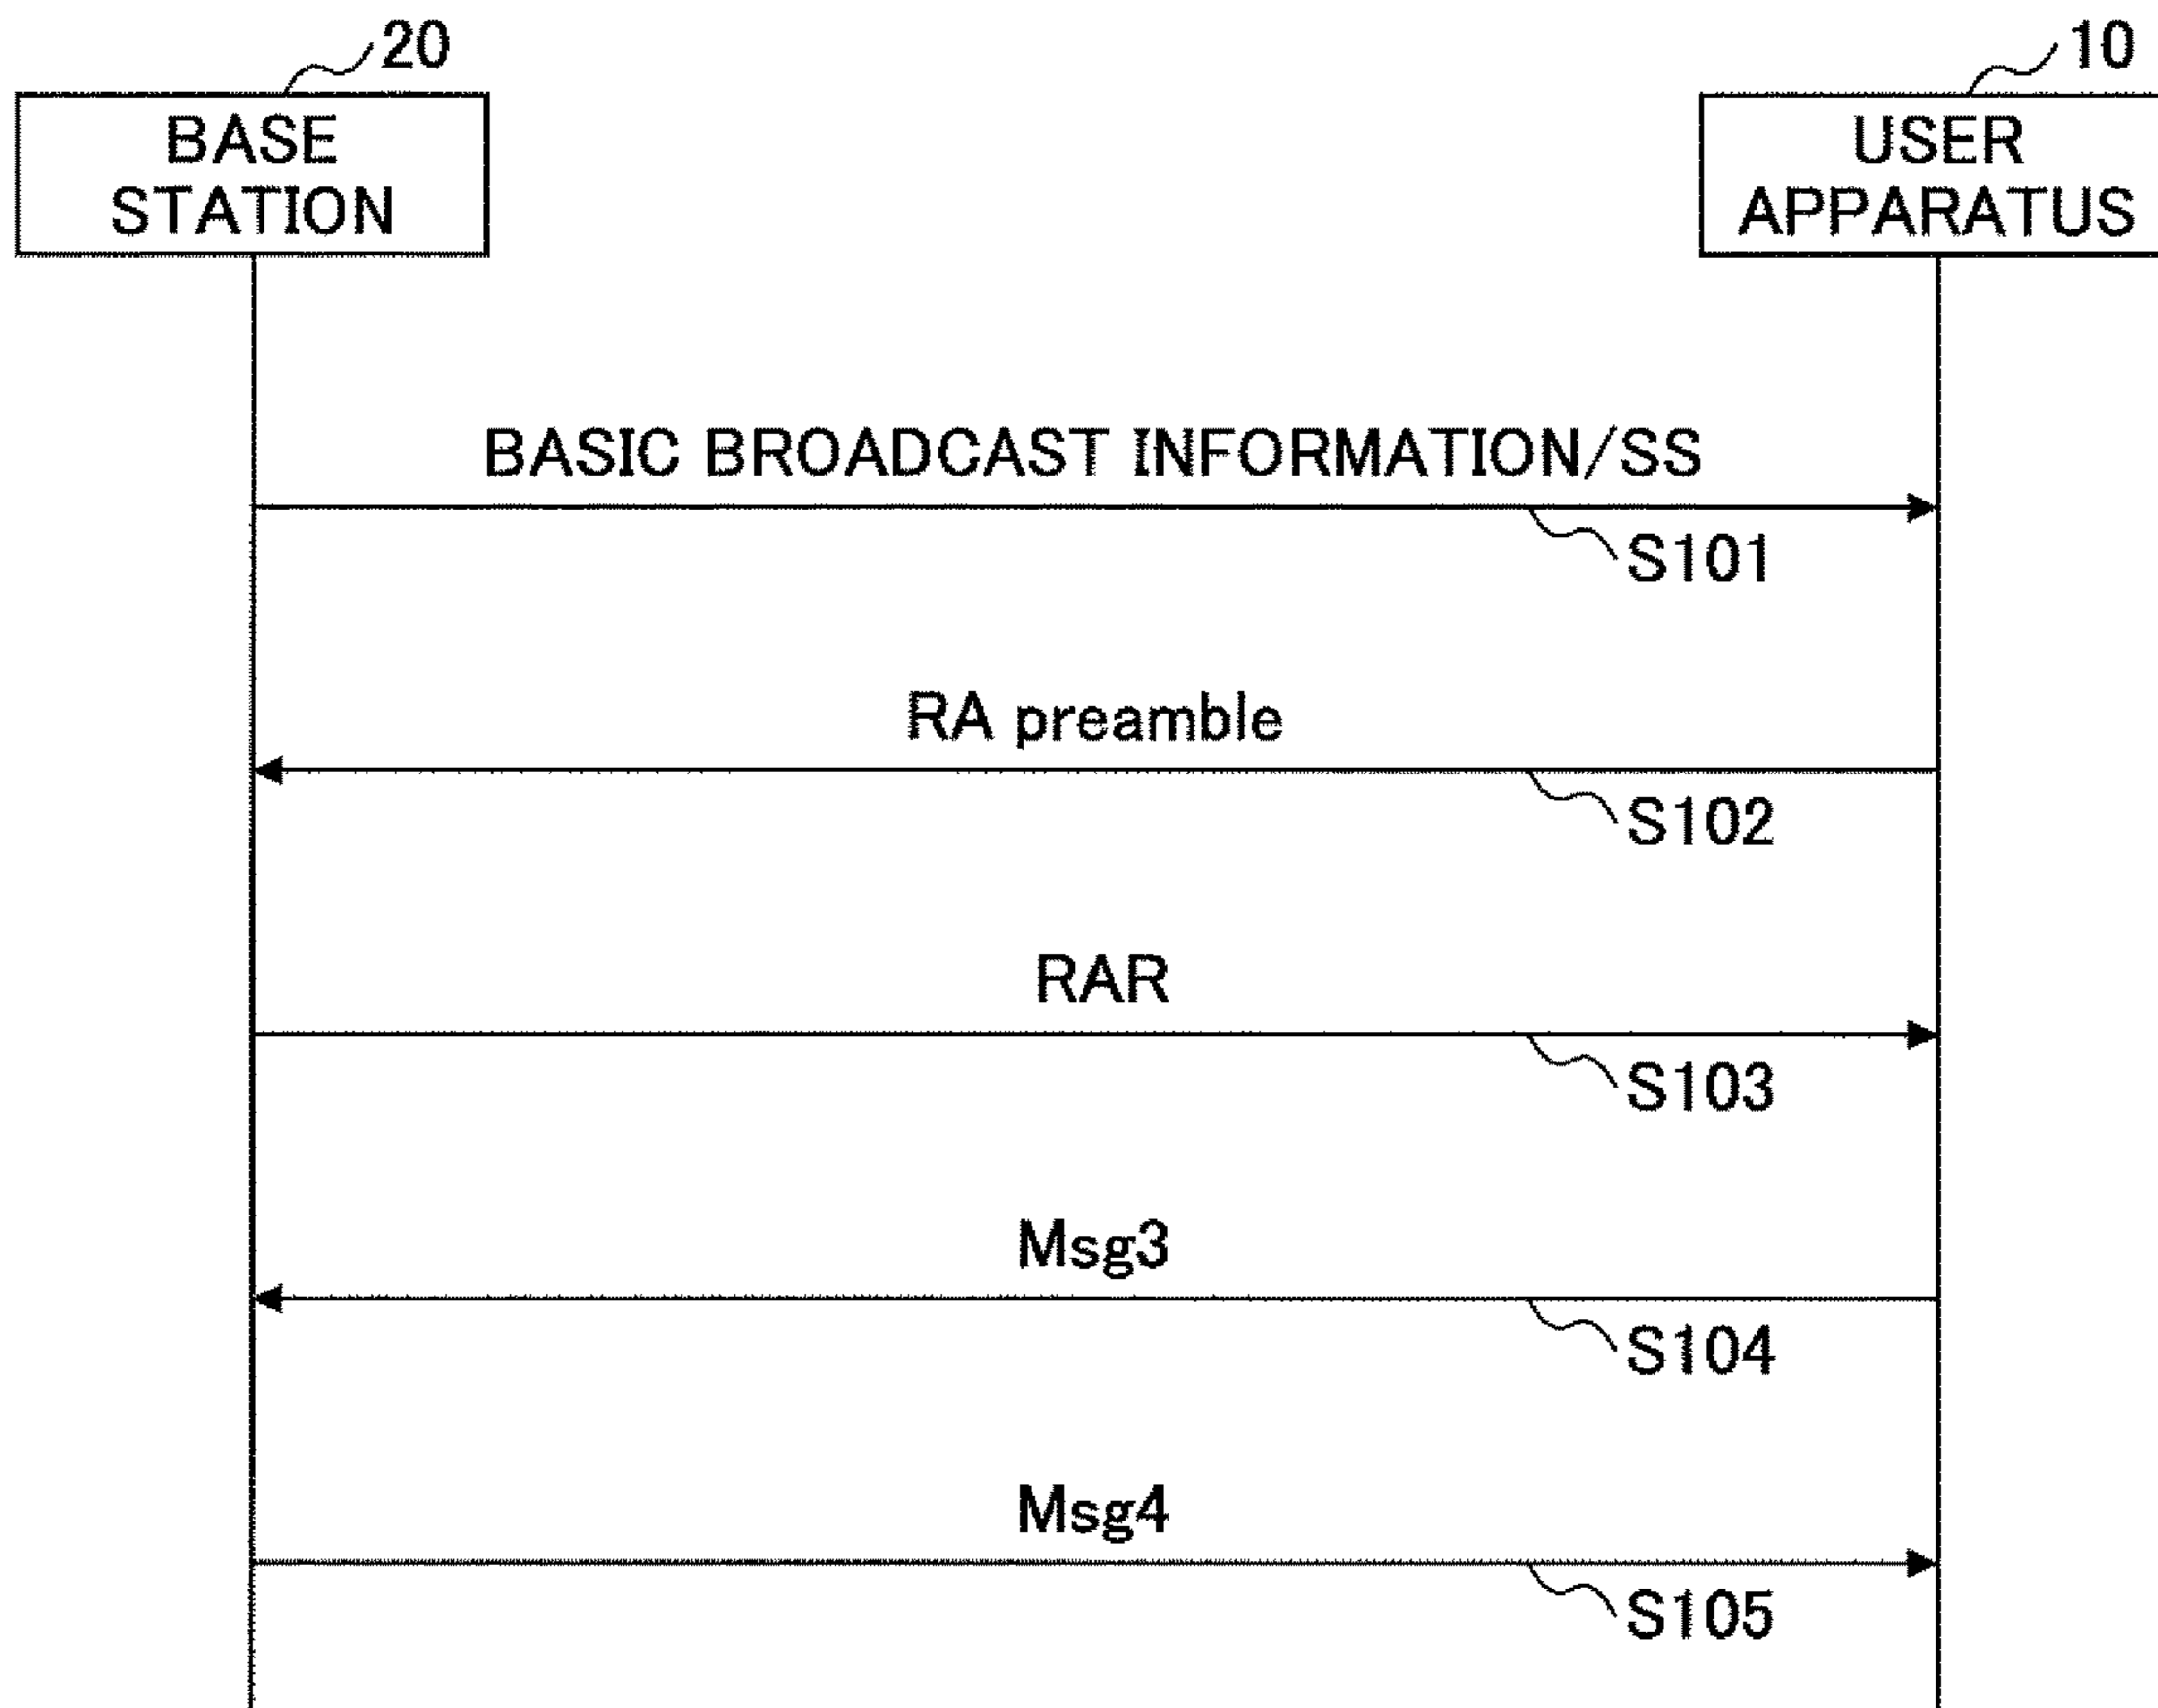 20
10
BASE
STATION
USER
APPARATUS
BASIC BROADCAST INFORMATION/SS
S101
RA preamble
S102
RAR
S103
Msg3
S104
Msg4
S105